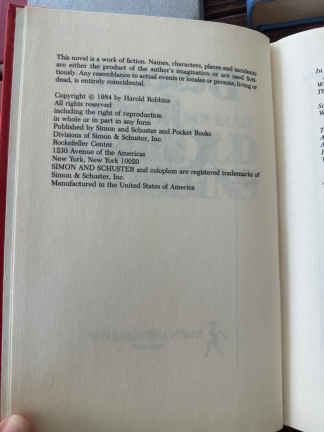 This novel is a work of fiction. Names, characters, places and incidents
are either the product of the author's imagination or are used ficti-
tiously. Any resemblance to actual events or locales or persons, living or
dead, is entirely coincidental.
Copyright © 1984 by Harold Robbins
All rights reserved
including the right of reproduction
in whole or in part in any form
Published by Simon and Schuster and Pocket Books
Divisions of Simon & Schuster, Inc.
Rockefeller Center
1230 Avenue of the Americas
New York, New York 10020
SIMON AND SCHUSTER and colophon are registered trademarks of
Simon & Schuster, Inc.
Manufactured in the United States of America
In